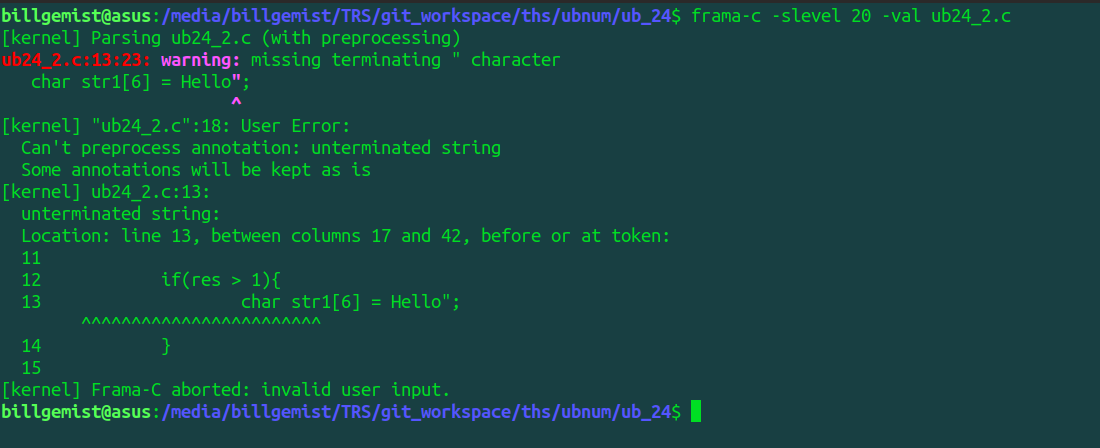 billgemist@asus:/media/billgemist/TRS/git_workspace/ths/ubnum/ub_24$ frama-c -slevel 20 -val ub24_2.c
[kernel] Parsing ub24_2.c (with preprocessing)
ub24_2.c:13:23: warning: missing terminating " character
   char str1[6] = Hello";
                       ^
[kernel] "ub24_2.c":18: User Error:
  Can't preprocess annotation: unterminated string
  Some annotations will be kept as is
[kernel] ub24_2.c:13:
  unterminated string:
  Location: line 13, between columns 17 and 42, before or at token:
  11
  12            if(res > 1){
  13                    char str1[6] = Hello";
        ^^^^^^^^^^^^^^^^^^^^^^^^
  14            }
  15
[kernel] Frama-C aborted: invalid user input.
billgemist@asus:/media/billgemist/TRS/git_workspace/ths/ubnum/ub_24$